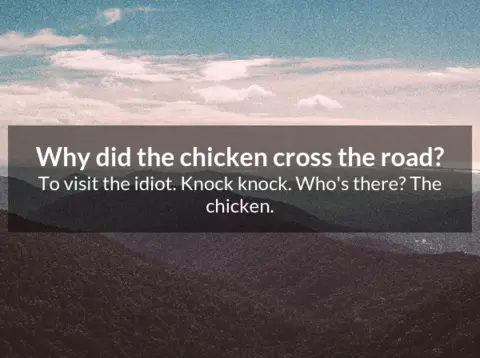 Why did the chicken cross the road?
To visit the idiot. Knock knock. Who's there? The
chicken.